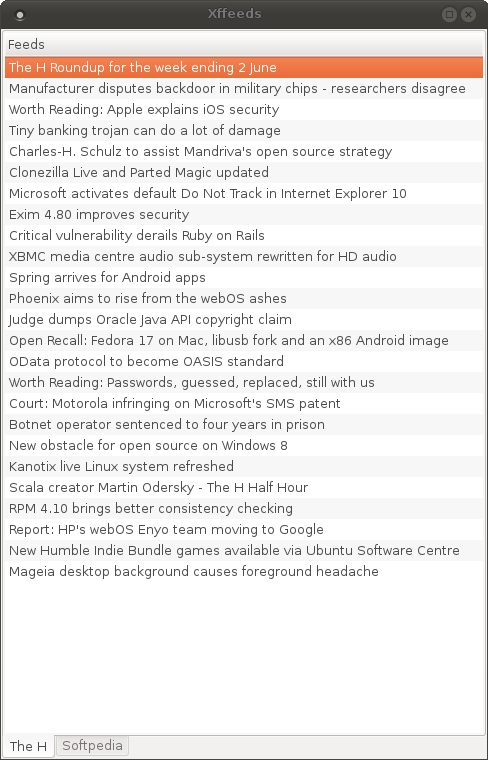 Xffeeds
Feeds
The H Roundup for the week ending 2 June
Manufacturer disputes backdoor in military chips - researchers disagree
Worth Reading: Apple explains iOS security
Tiny banking trojan can do a lot of damage
Charles-H. Schulz to assist Mandriva's open source strategy
Clonezilla Live and Parted Magic updated
Microsoft activates default Do Not Track in Internet Explorer 10
Exim 4.80 improves security
Critical vulnerability derails Ruby on Rails
XBMC media centre audio sub-system rewritten for HD audio
Spring arrives for Android apps
Phoenix aims to rise from the webOS ashes
Judge dumps Oracle Java API copyright claim
Open Recall: Fedora 17 on Mac, libusb fork and an x86 Android image
OData protocol to become OASIS standard
Worth Reading: Passwords, guessed, replaced, still with us
Court: Motorola infringing on Microsoft's SMS patent
Botnet operator sentenced to four years in prison
New obstacle for open source on Windows 8
Kanotix live Linux system refreshed
Scala creator Martin Odersky - The H Half Hour
RPM 4.10 brings better consistency checking
Report: HP's webOS Enyo team moving to Google
New Humble Indie Bundle games available via Ubuntu Software Centre
Mageia desktop background causes foreground headache
The H
Softpedia